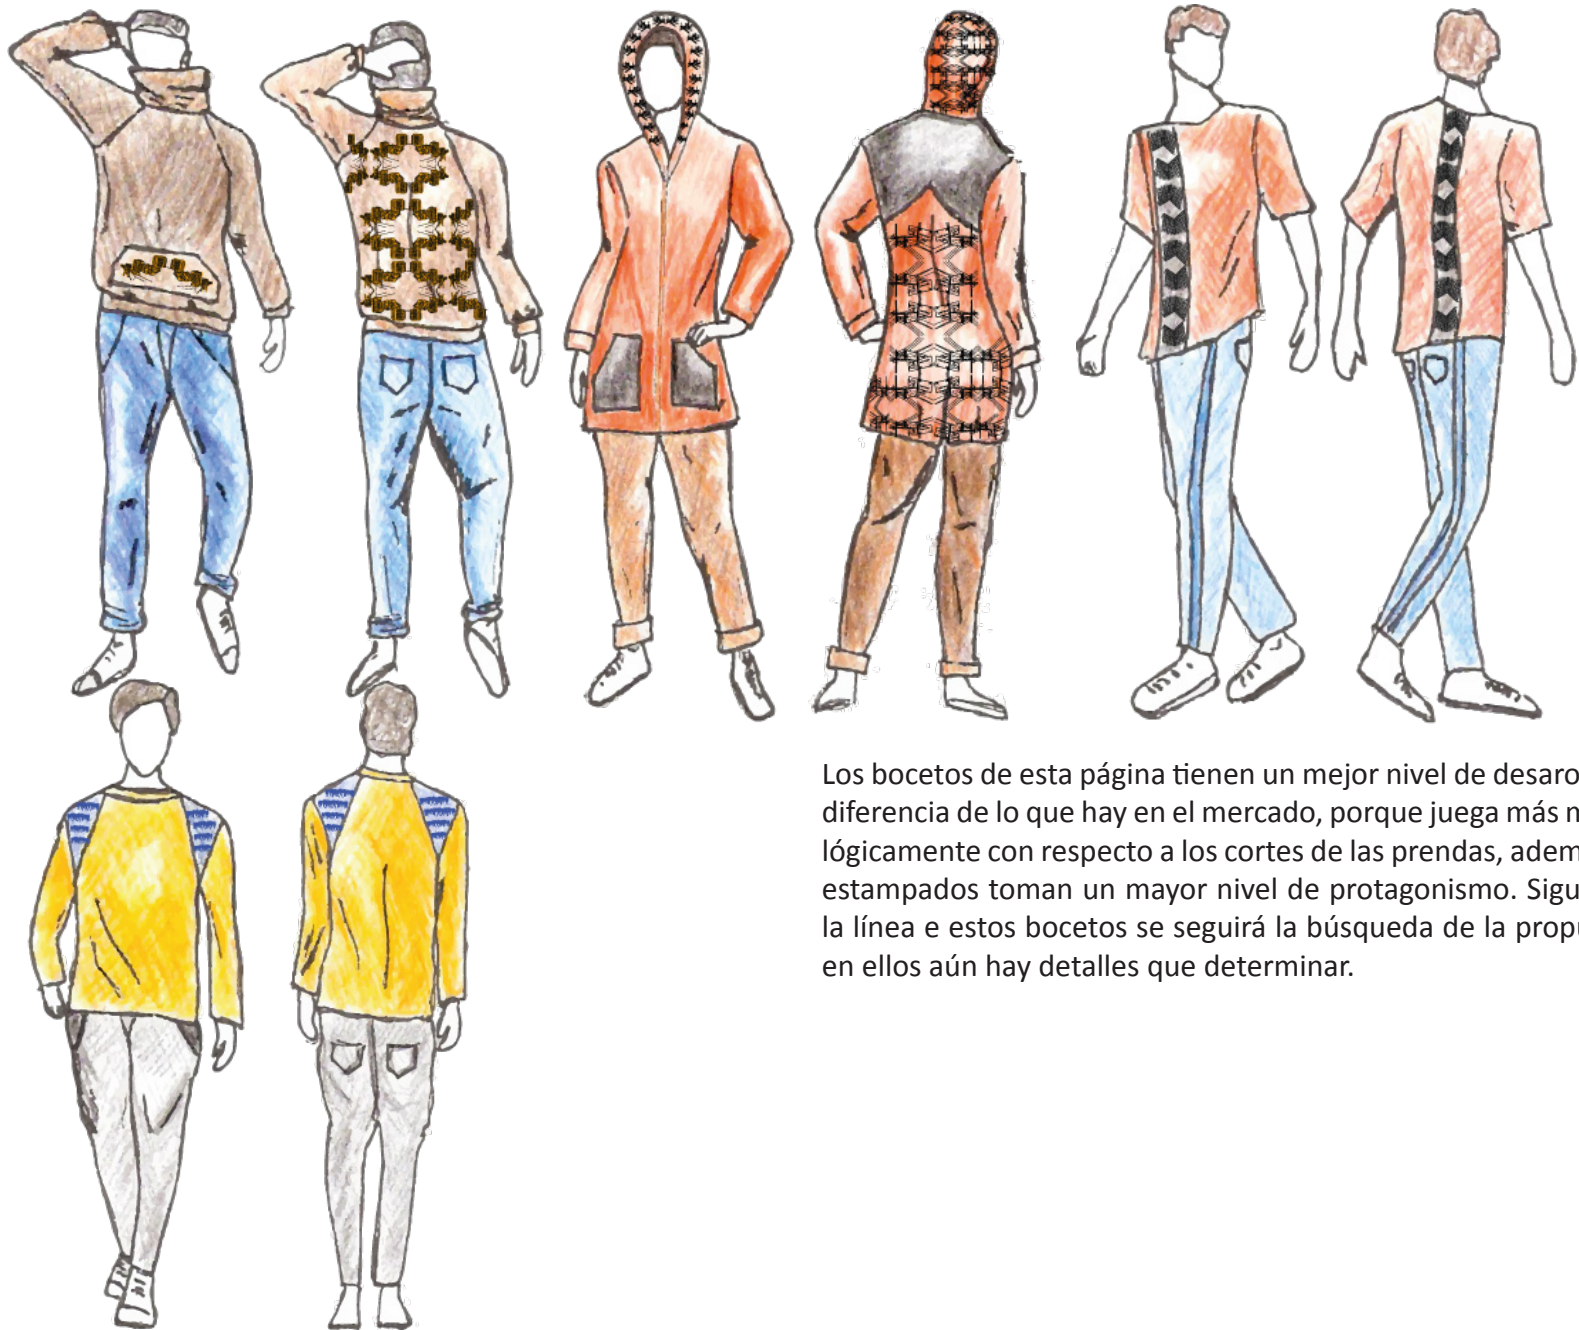 Los bocetos de esta página tienen un mejor nivel de desaro
diferencia de lo que hay en el mercado, porque juega más
lógicamente con respecto a los cortes de las prendas, adem
estampados toman un mayor nivel de protagonismo. Sigu
la línea e estos bocetos se seguirá la búsqueda de la prop
en ellos aún hay detalles que determinar.